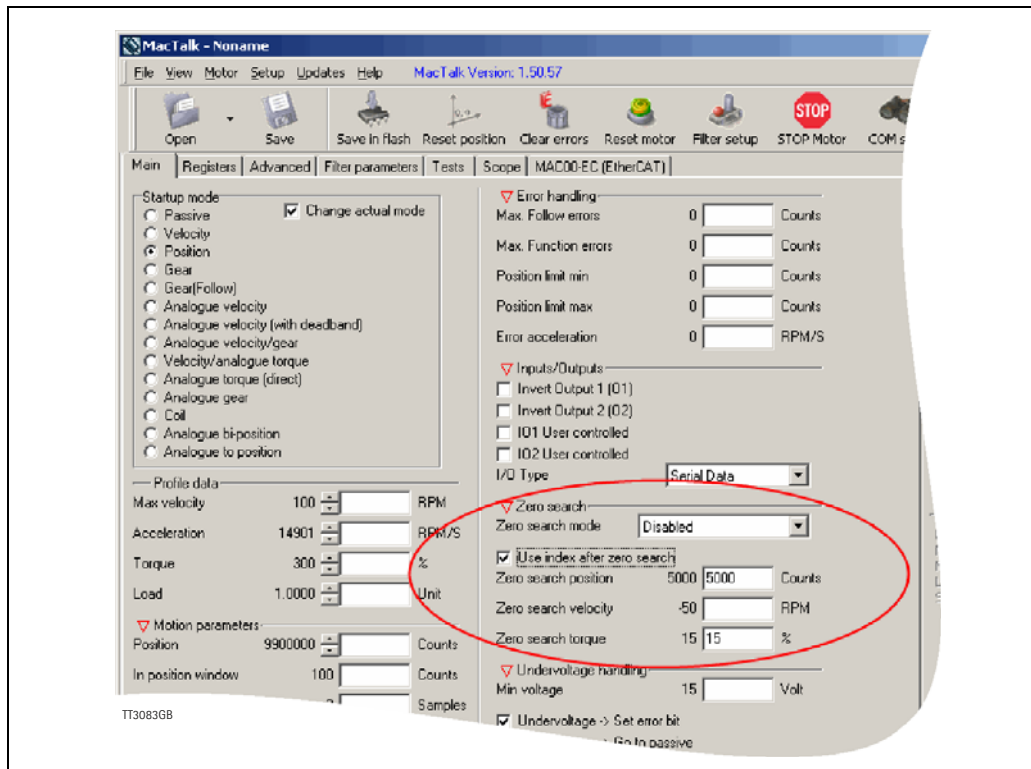 MacTalk - Noname
File View Motor Setup Updates Help MacTalk Version: 1.50.57
Open Save Save in flash Reset position Clear errors Reset motor Filter setup STOP Motor COM s
STOP
Main Registers Advanced Filter parameters Tests Scope MAC00-EC (EtherCAT)
Startup mode
Change actual mode
Passive
Velocity
Position
Gear
Gear(Follow)
Analogue velocity
Analogue velocity (with deadband)
Analogue velocity/gear
Velocity/analogue torque
Analogue torque (direct)
Analogue gear
Coil
Analogue bi-position
Analogue to position
Profile data
Max velocity 100 RPM
Acceleration 14901 RPM/S
Torque 300 %
Load 1.0000 Unit
Motion parameters
Position 9900000 Counts
In position window 100 Counts
Samples
Error handling
Max. Follow errors 0 Counts
Max. Function errors 0 Counts
Position limit min 0 Counts
Position limit max 0 Counts
Error acceleration 0 RPM/S
Inputs/Outputs
Invert Output 1 (O1)
Invert Output 2 (O2)
IO1 User controlled
IO2 User controlled
I/O Type Serial Data
Zero search
Zero search mode Disabled
Use index after zero search
Zero search position 5000 5000 Counts
Zero search velocity -50 RPM
Zero search torque 15 15 %
Undervoltage handling
Min voltage 15 Volt
Undervoltage -> Set error bit
-> Go to passive
TT3083GB